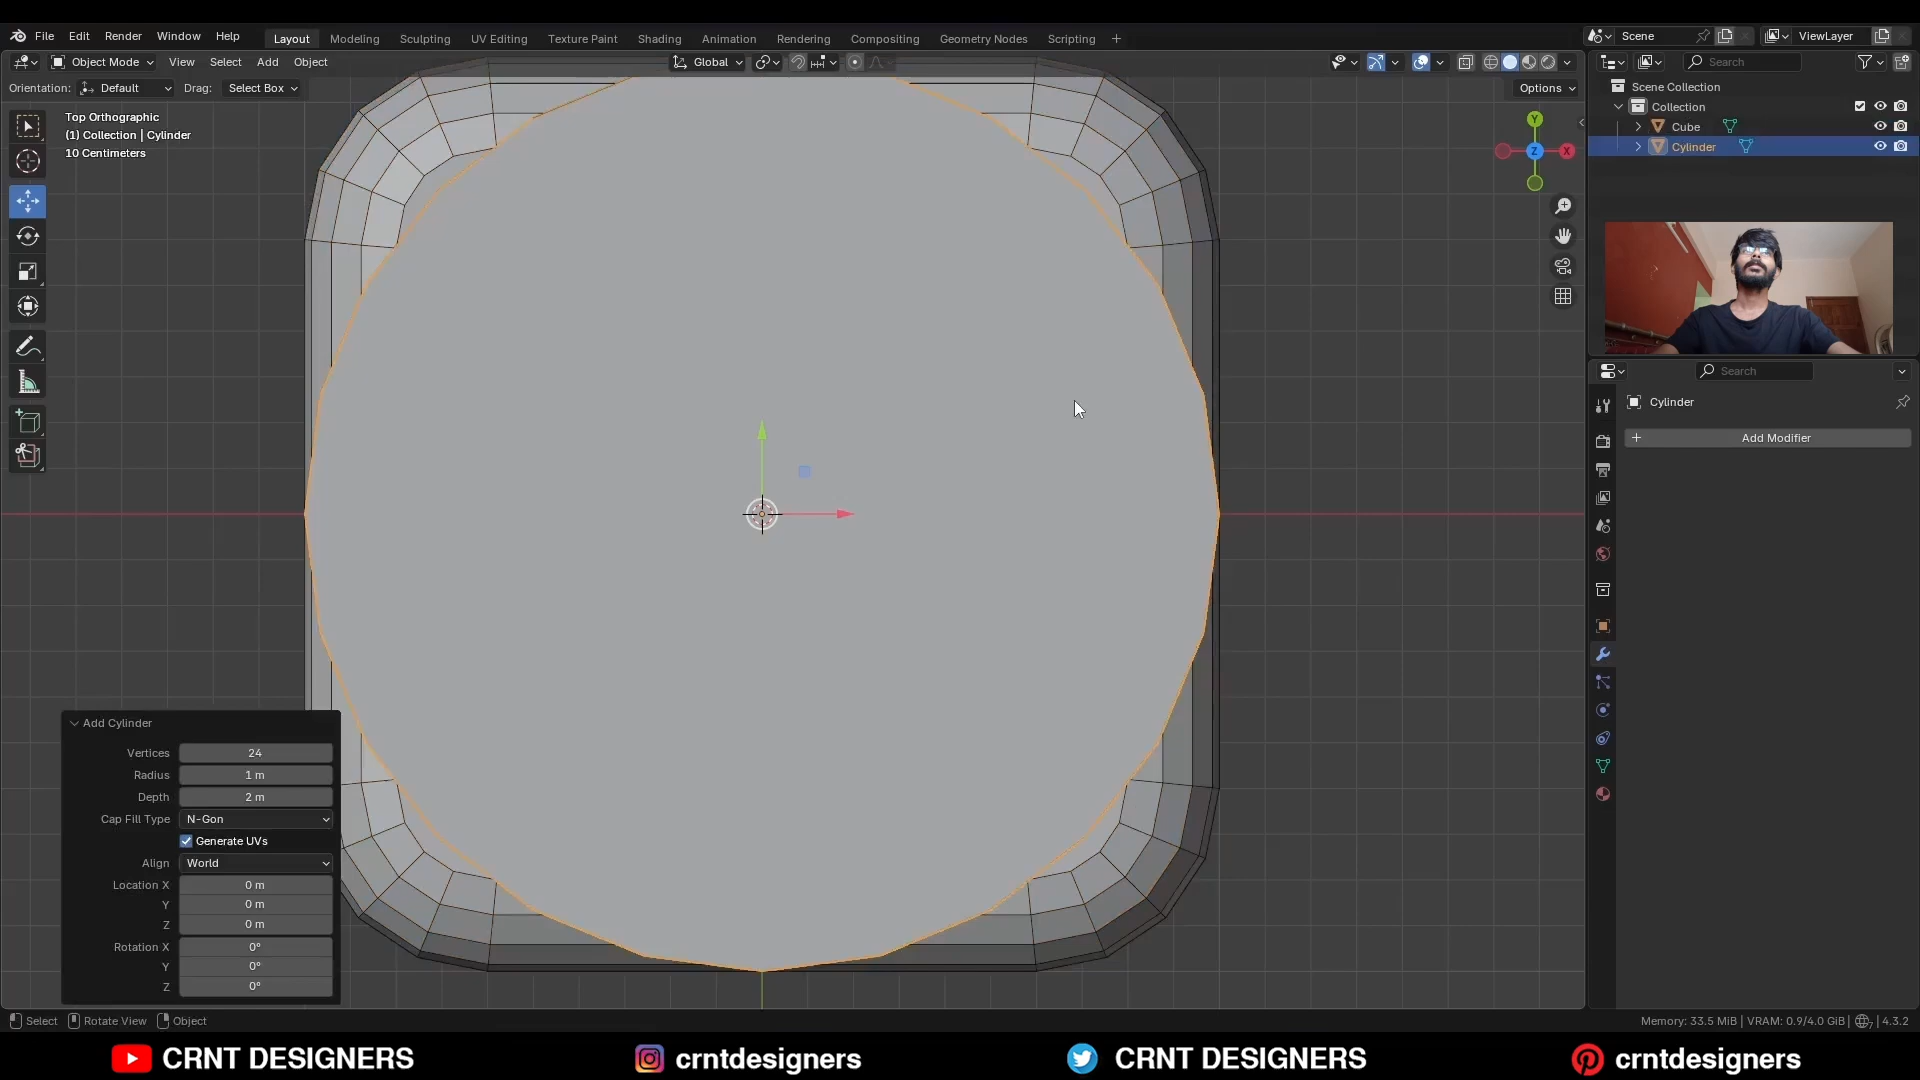 File Edit Render Window Help Layout Modeling Sculpting UV Editing Texture Paint Shading Animation Rendering Compositing Geometry Nodes Scripting + Scene ViewLayer
Object Mode View Select Add Object Global Search
Orientation: Default Drag: Select Box Options
Scene Collection
Collection
Cube
Cylinder
Top Orthographic
(1) Collection | Cylinder
10 Centimeters
Y
Z X
Search
Cylinder
+ Add Modifier
Add Cylinder
Vertices 24
Radius 1 m
Depth 2 m
Cap Fill Type N-Gon
Generate UVs
Align World
Location X 0 m
Y 0 m
Z 0 m
Rotation X 0°
Y 0°
Z 0°
Select Rotate View Object Memory: 33.5 MiB | VRAM: 0.9/4.0 GiB | 7 | 4.3.2
CRNT DESIGNERS crntdesigners CRNT DESIGNERS crntdesigners